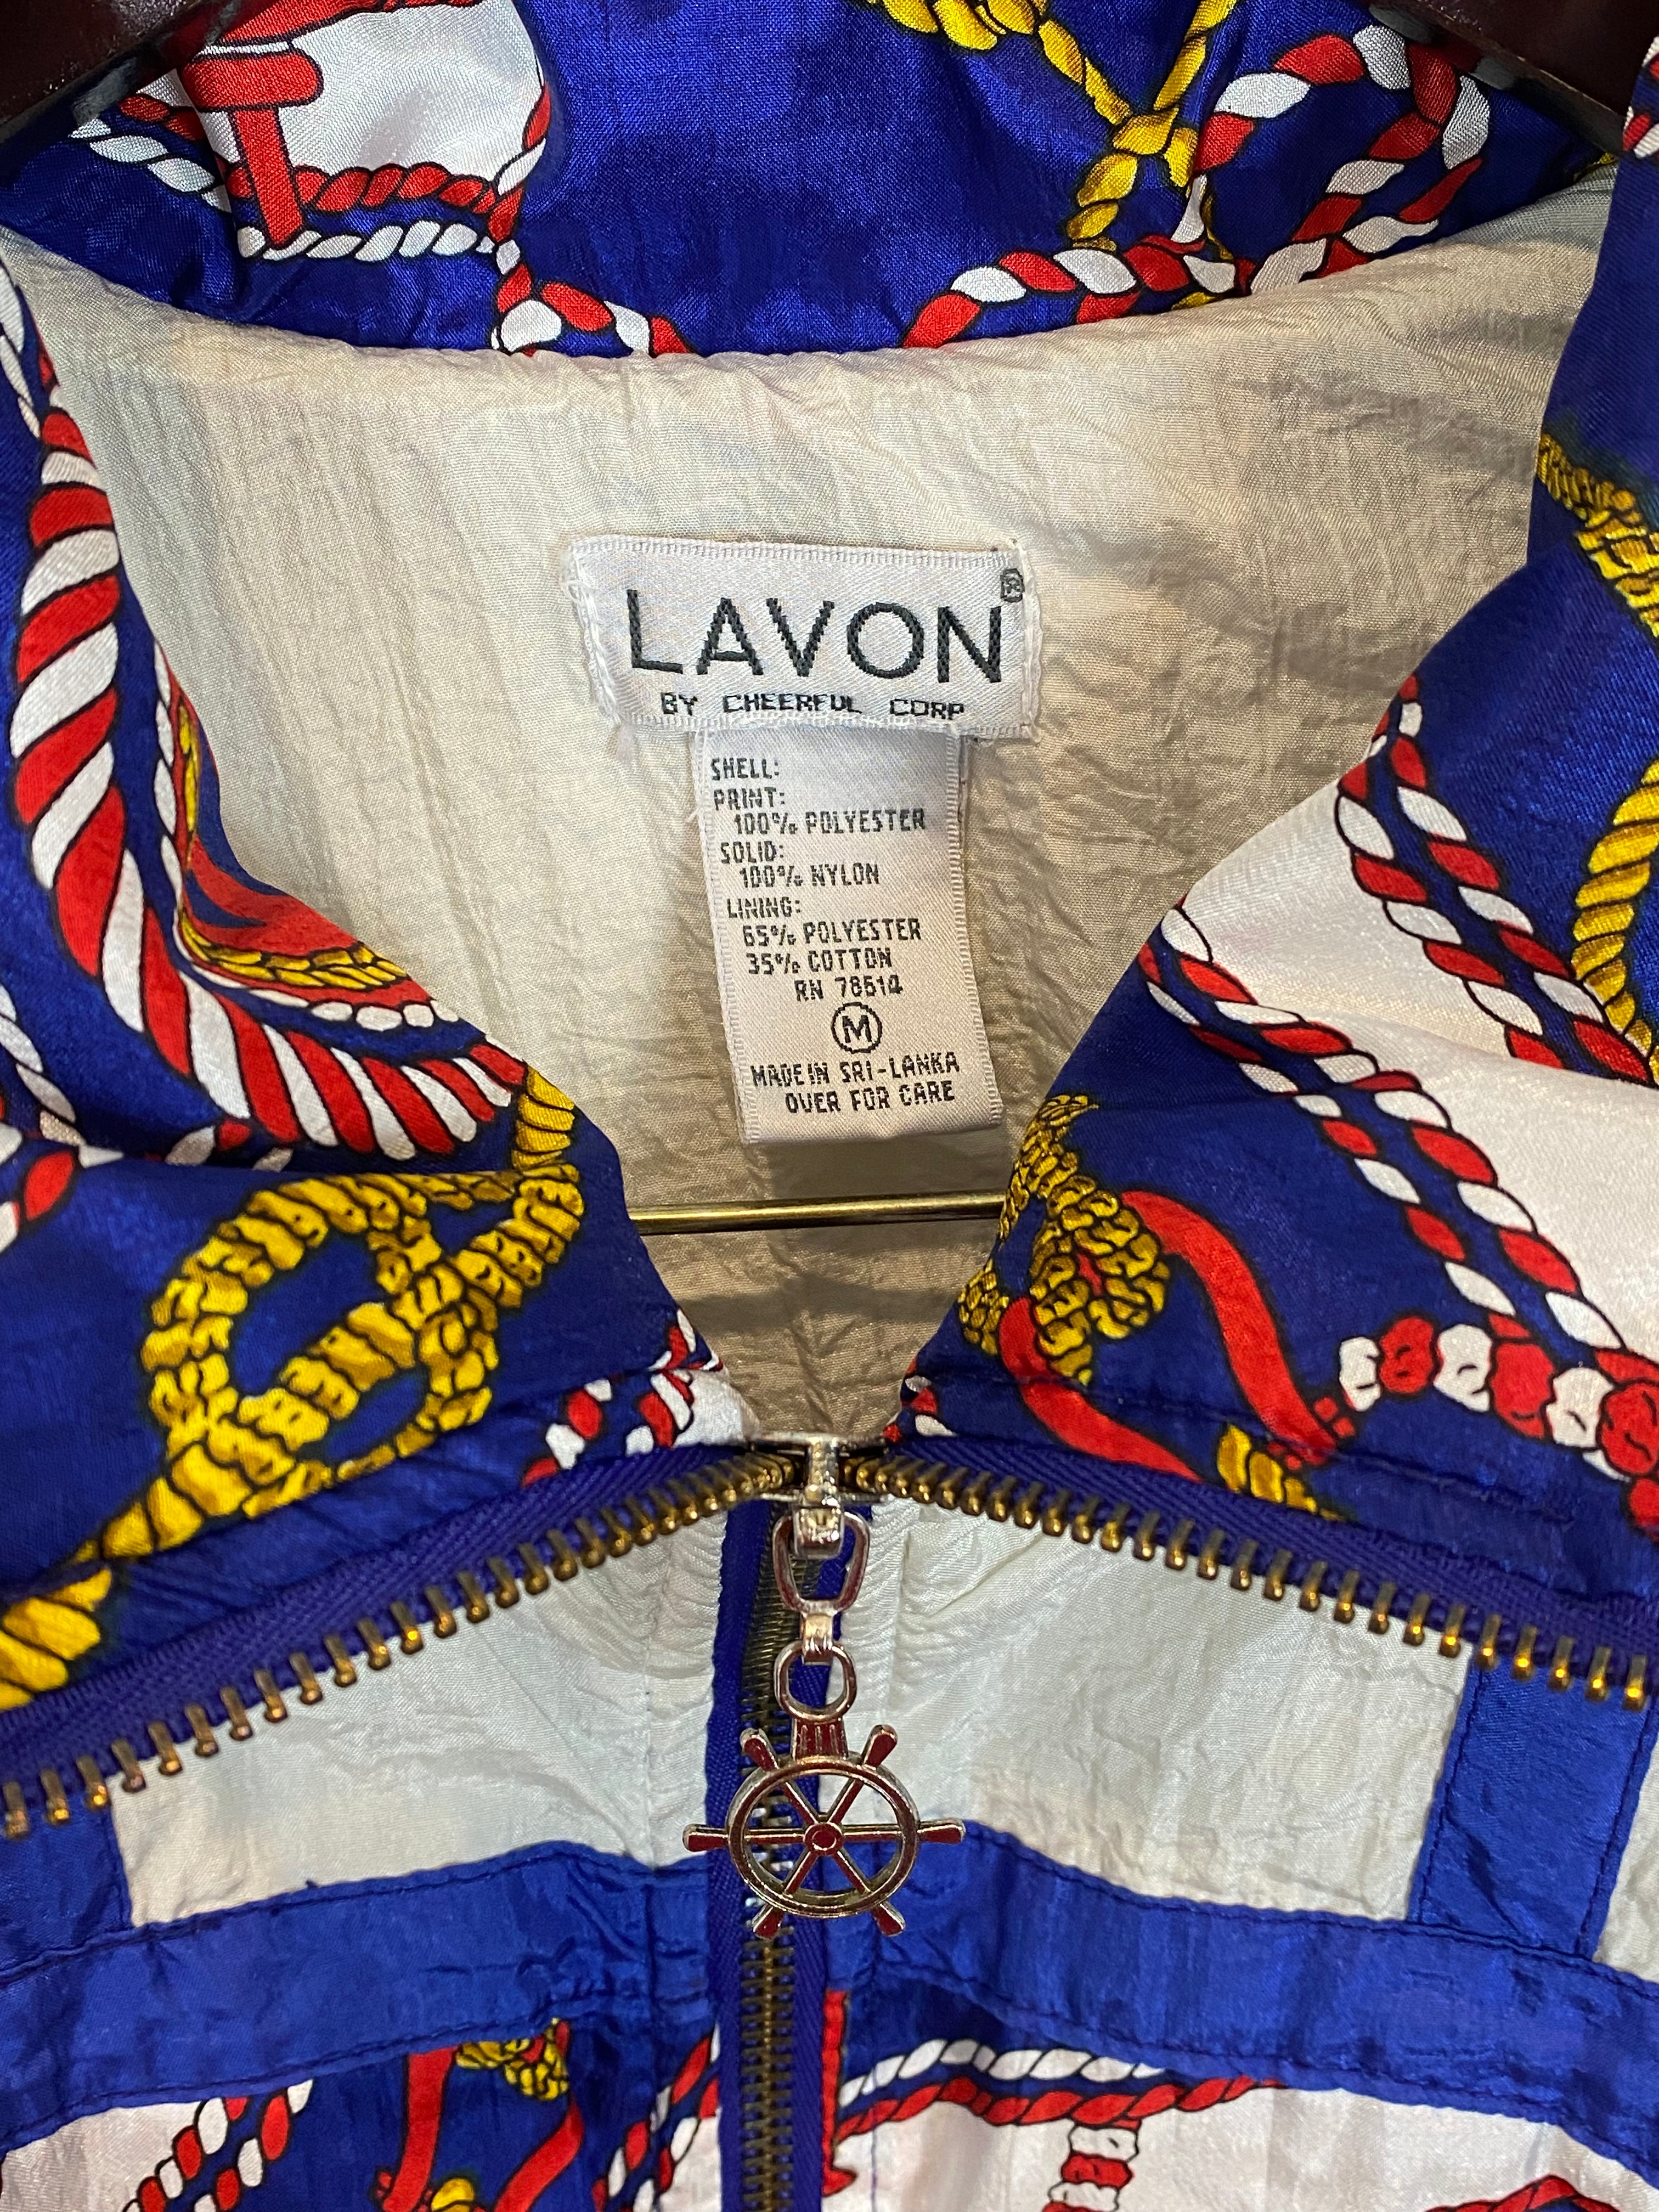 LAVON ®
BY CHEERFUL CORP
SHELL:
PRINT:
100% POLYESTER
SOLID:
100% NYLON
LINING:
65% POLYESTER
35% COTTON
RN 78614
M
MADE IN SRI-LANKA
OVER FOR CARE